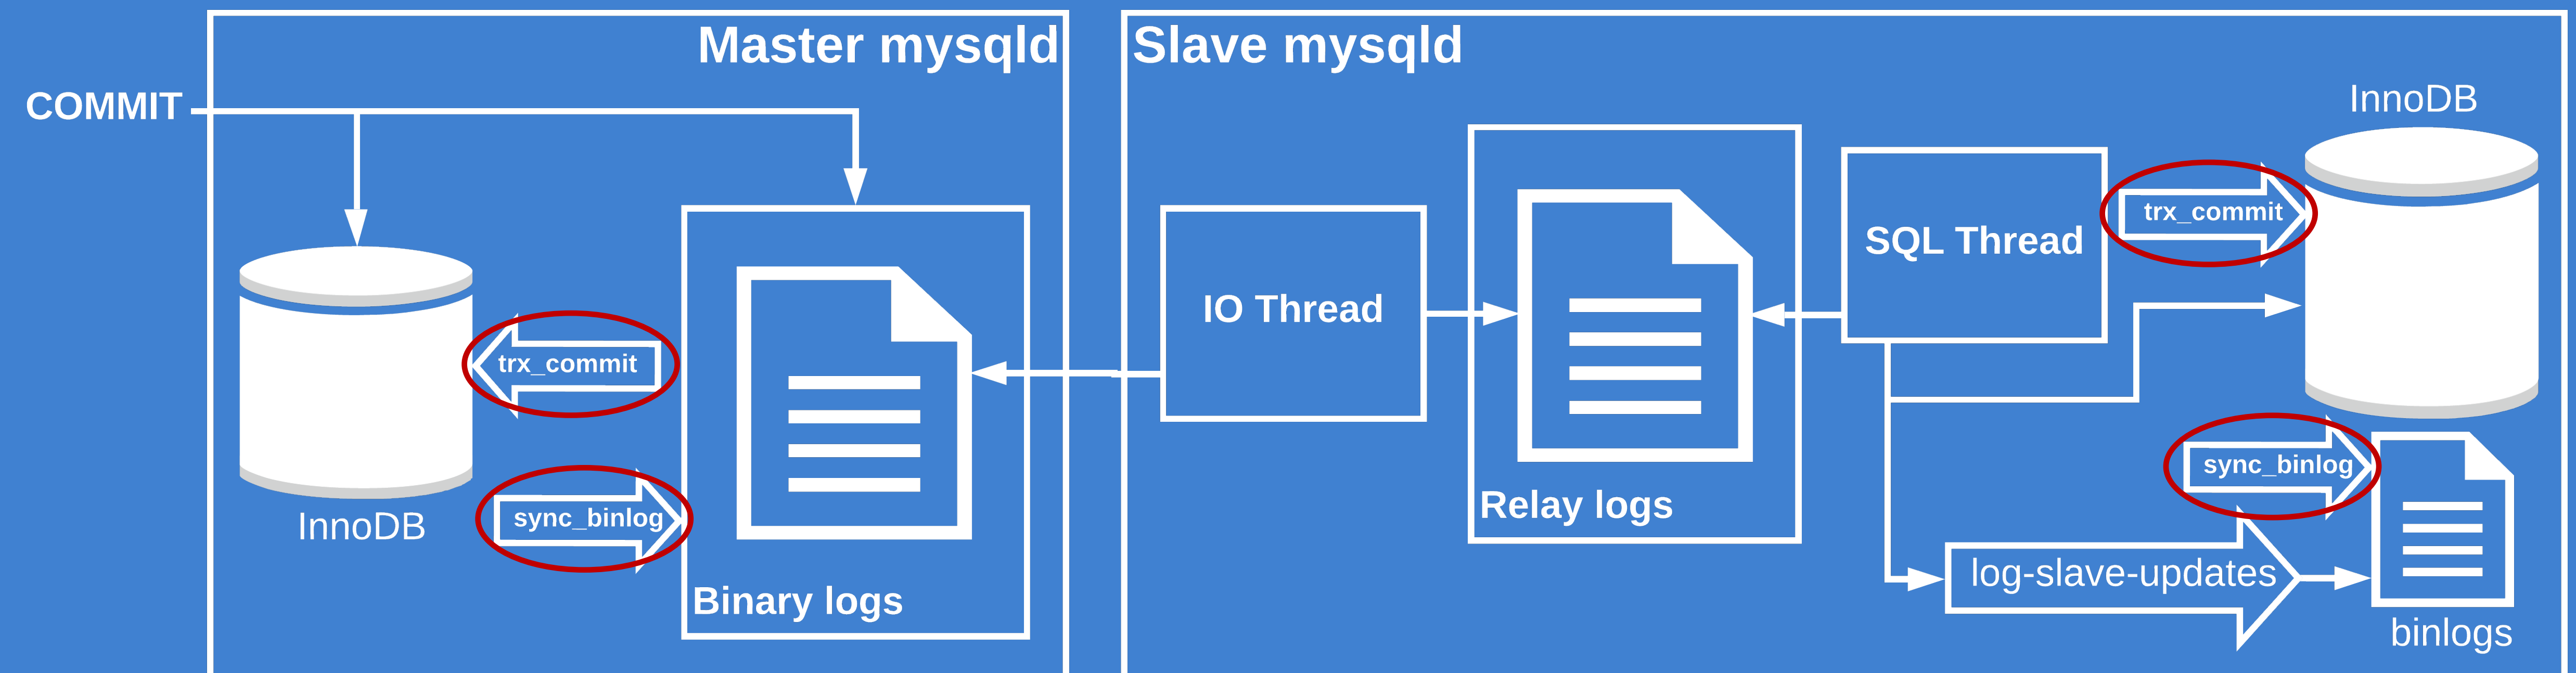 Master mysqld
COMMIT
InnoDB
trx_commit
sync_binlog
Binary logs
Slave mysqld
IO Thread
Relay logs
SQL Thread
trx_commit
InnoDB
sync_binlog
log-slave-updates
binlogs